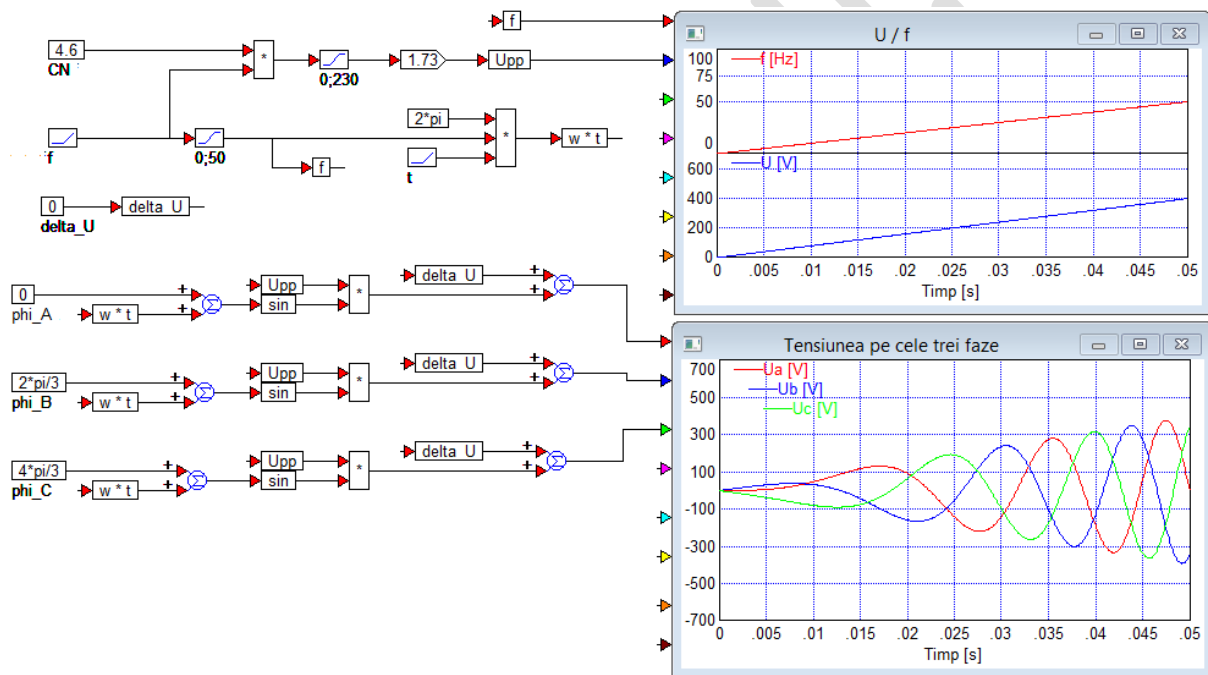 f
4.6
CN
*
0;230
1.73
Upp
f
0;50
f
2*pi
t
*
w * t
0
delta_U
delta U
0
phi_A
w * t
+
+
Σ
Upp
sin
*
delta U
+
+
Σ
2*pi/3
phi_B
w * t
+
+
Σ
Upp
sin
*
delta U
+
+
Σ
4*pi/3
phi_C
w * t
+
+
Σ
Upp
sin
*
delta U
+
+
Σ
U / f
f [Hz]
100
75
50
0
U [V]
600
400
200
0
0 .005 .01 .015 .02 .025 .03 .035 .04 .045 .05
Timp [s]
Tensiunea pe cele trei faze
Ua [V]
Ub [V]
Uc [V]
700
500
300
100
-100
-300
-500
-700
0 .005 .01 .015 .02 .025 .03 .035 .04 .045 .05
Timp [s]